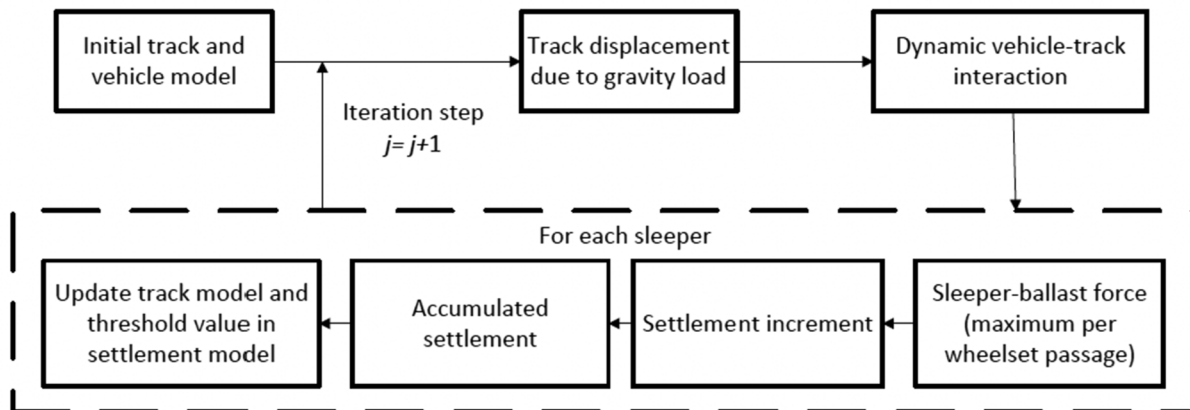 Initial track and
vehicle model
Track displacement
due to gravity load
Dynamic vehicle-track
interaction
Iteration step
j= j+1
For each sleeper
Update track model and
threshold value in
settlement model
Accumulated
settlement
Settlement increment
Sleeper-ballast force
(maximum per
wheelset passage)